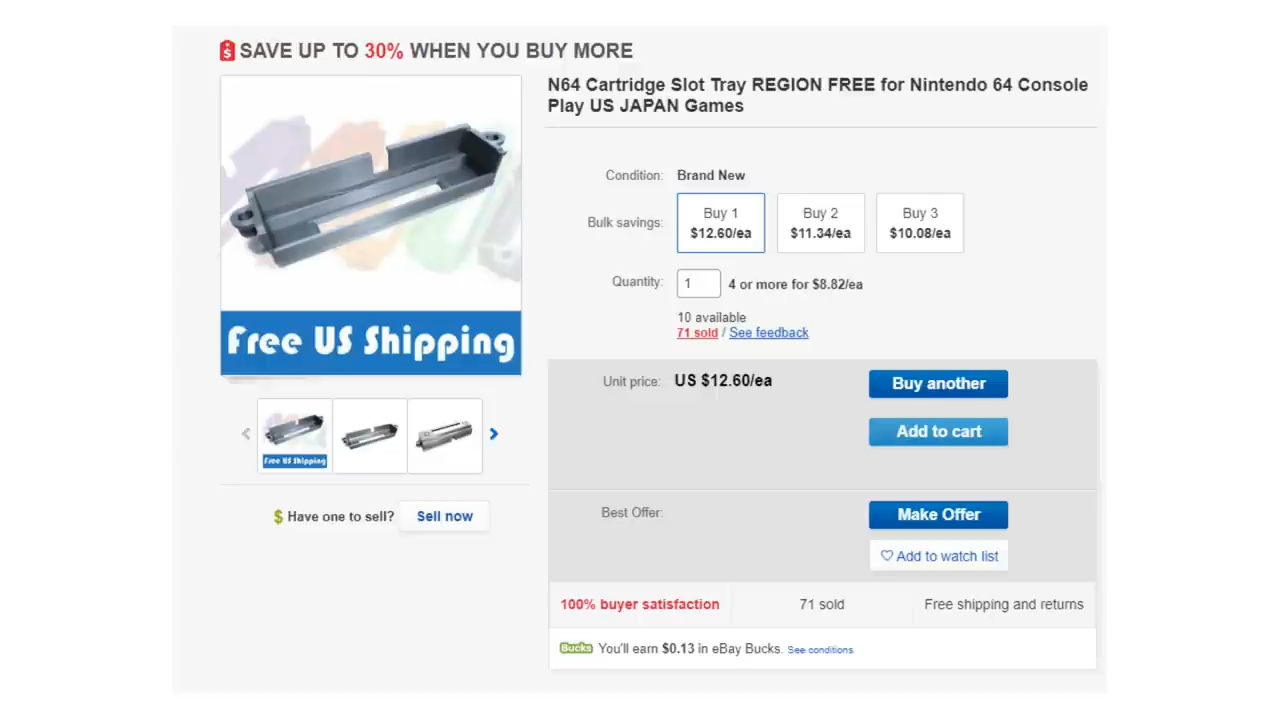 SAVE UP TO 30% WHEN YOU BUY MORE
N64 Cartridge Slot Tray REGION FREE for Nintendo 64 Console
Play US JAPAN Games
Free US Shipping
Free US Shipping
$ Have one to sell? Sell now
Condition: Brand New
Bulk savings:
Buy 1
$12.60/ea
Buy 2
$11.34/ea
Buy 3
$10.08/ea
Quantity: 1 4 or more for $8.82/ea
10 available
71 sold / See feedback
Unit price: US $12.60/ea
Buy another
Add to cart
Best Offer:
Make Offer
Add to watch list
100% buyer satisfaction 71 sold Free shipping and returns
Bucks You'll earn $0.13 in eBay Bucks. See conditions